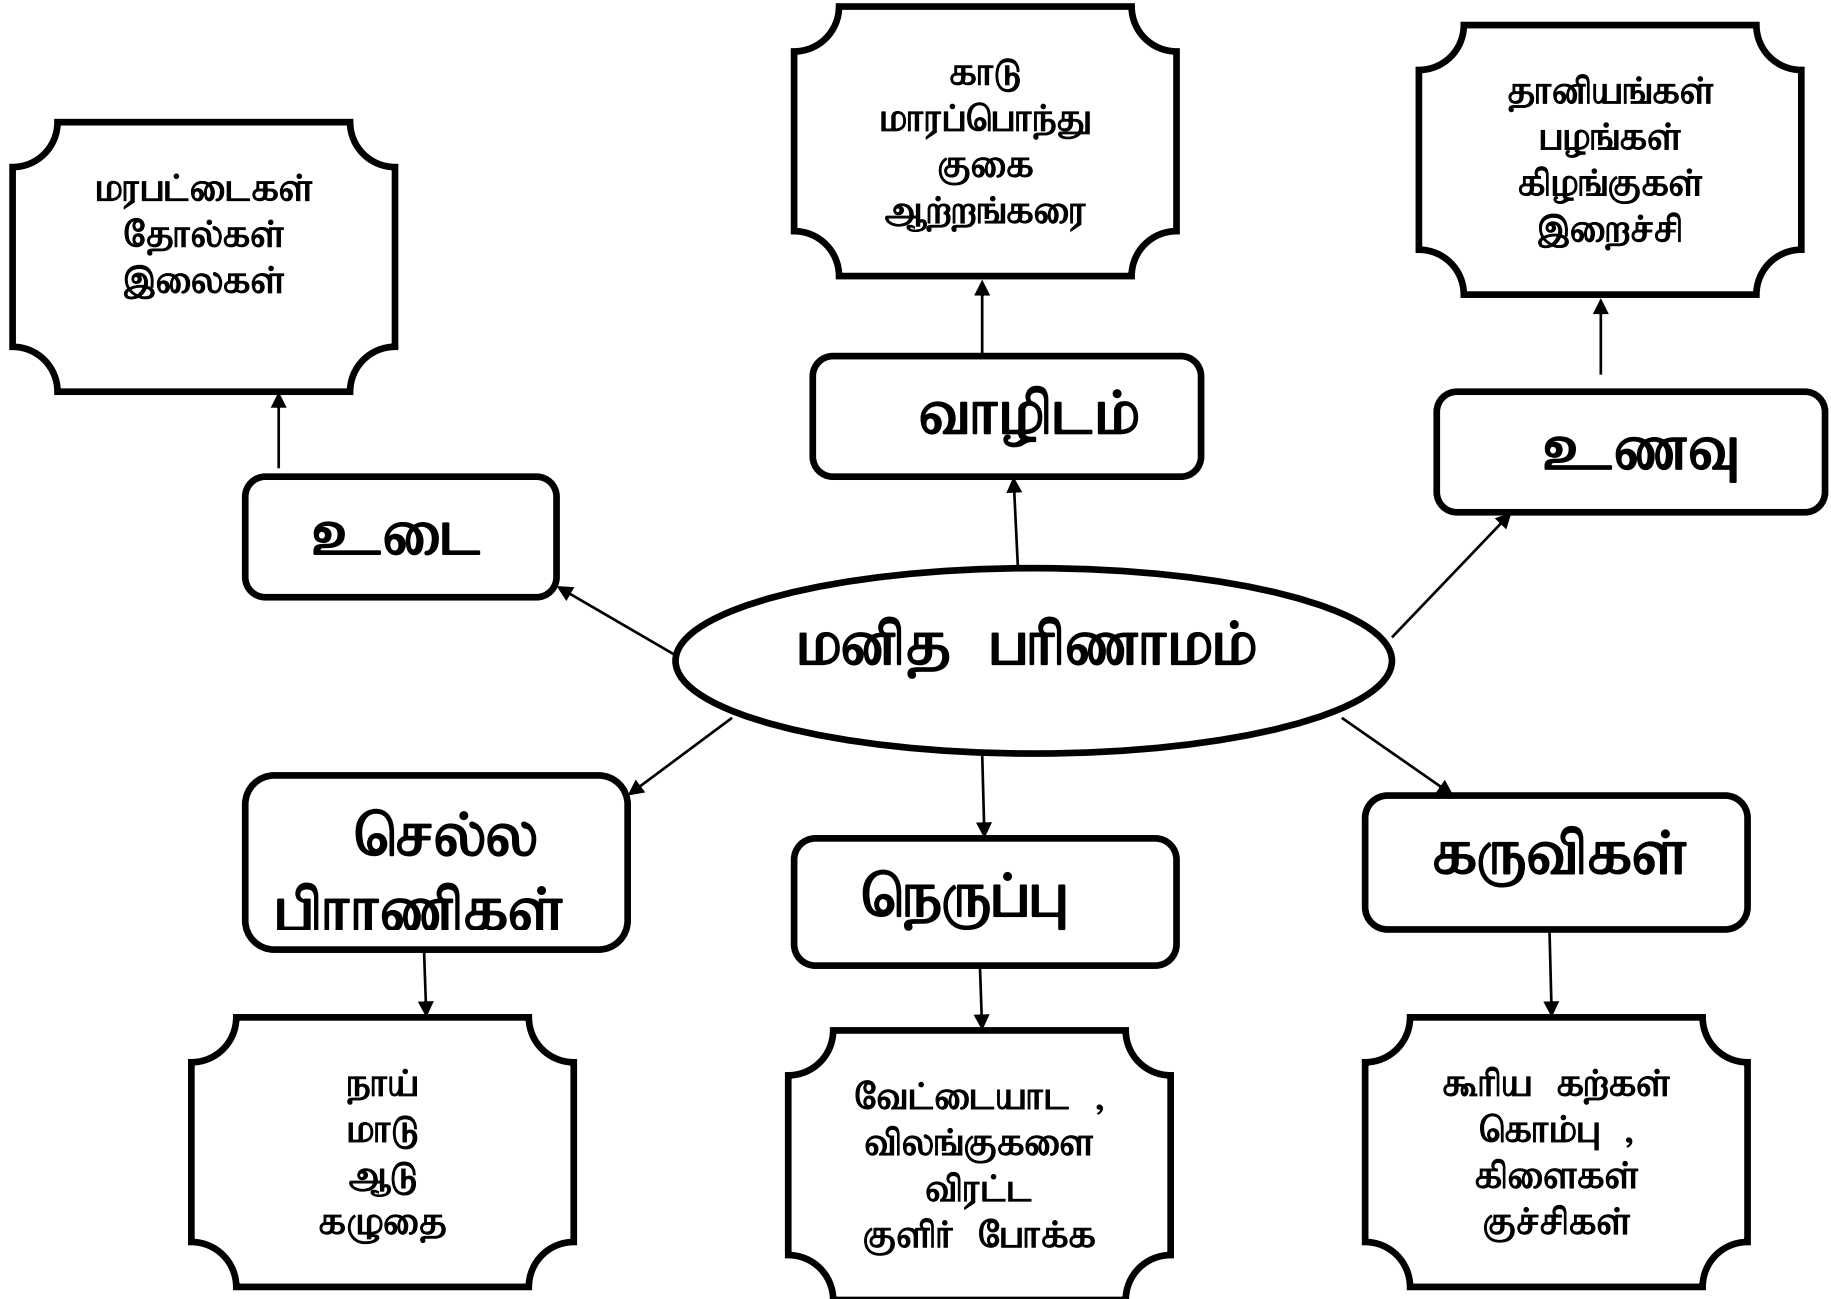 காடு
மாரப்பொந்து
குகை
ஆற்றங்கரை
தானியங்கள்
பழங்கள்
கிழங்குகள்
இறைச்சி
மரபட்டைகள்
தோல்கள்
இலைகள்
வாழிடம்
உணவு
உடை
மனித பரிணாமம்
செல்ல
பிராாணிகள்
நெருப்பு
கருவிகள்
நாய்
மாடு
ஆடு
கழுதை
வேட்டையாட ,
விலங்குகளை
விரட்ட
குளிர் போக்க
கூரிய கற்கள்
கொம்பு ,
கிளைகள்
குச்சிகள்